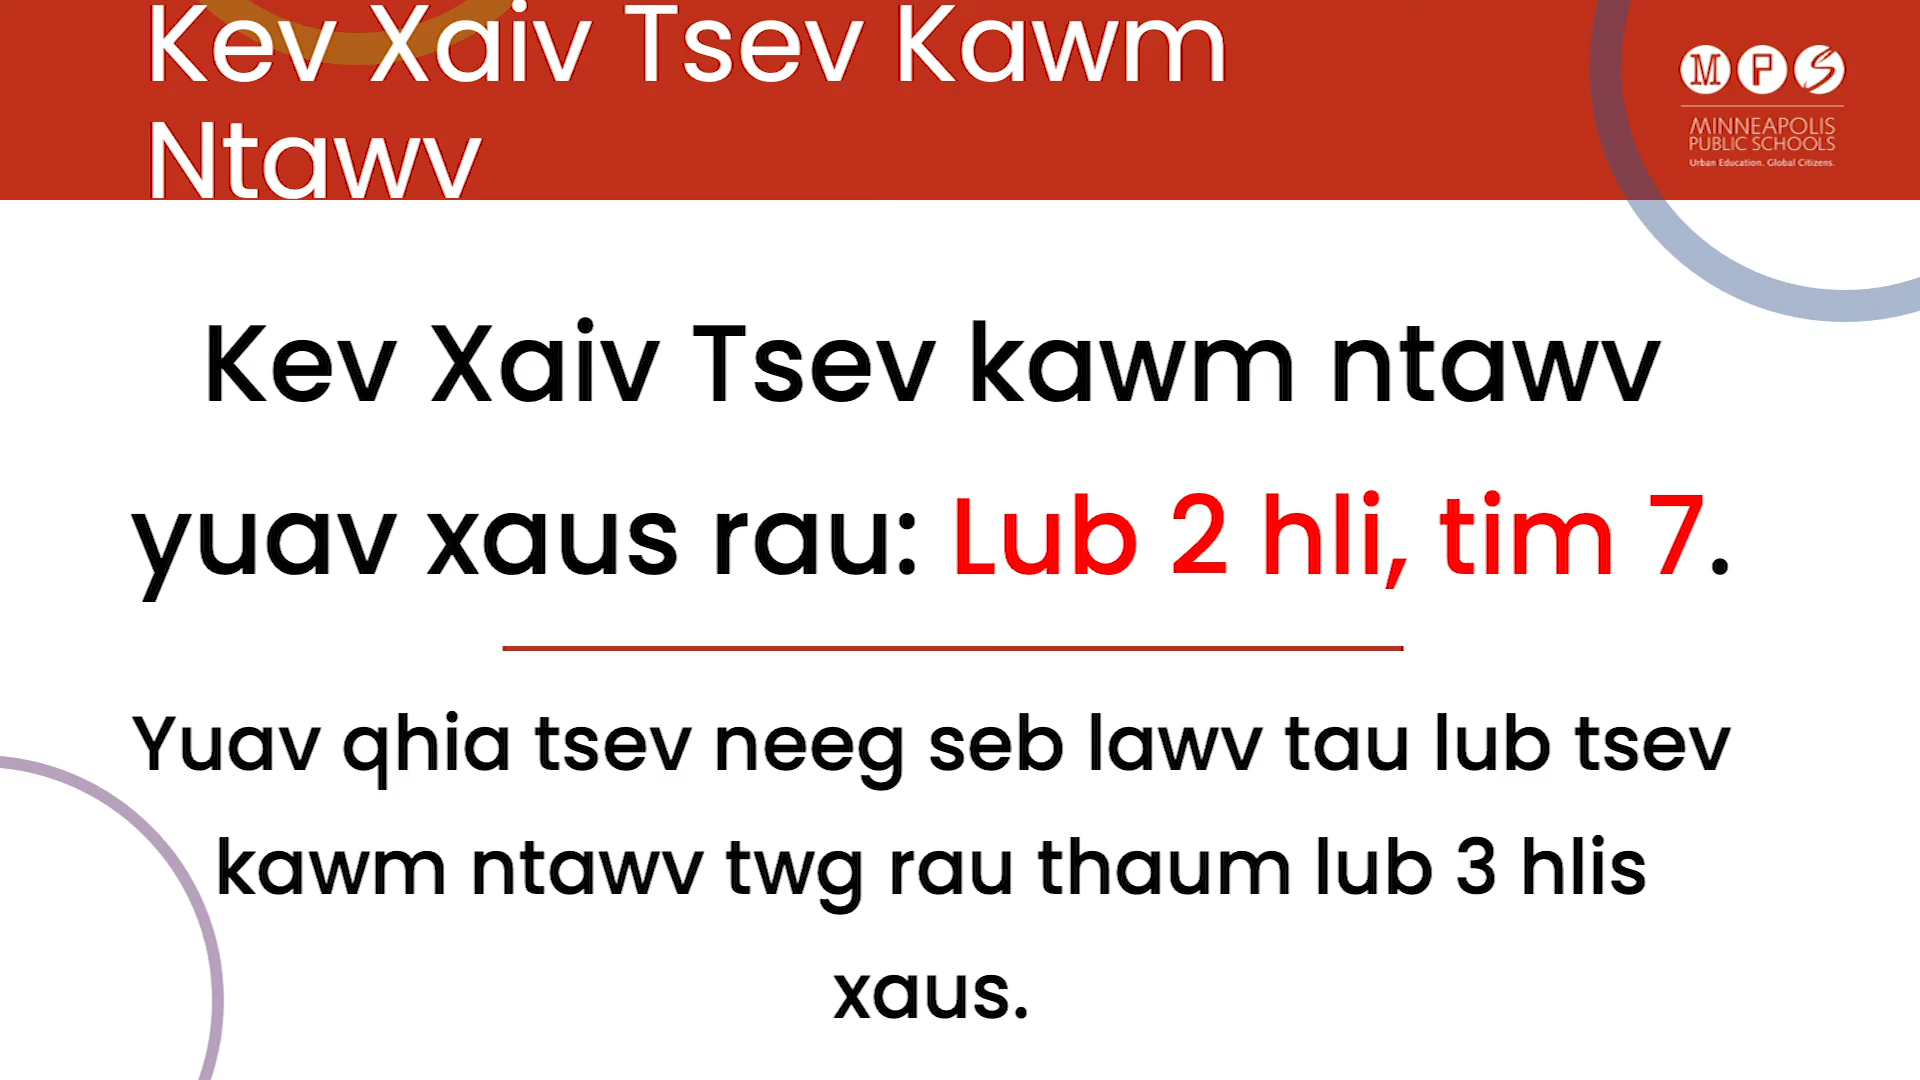 Kev Xaiv Tsev Kawm
Ntawv
M P S
MINNEAPOLIS
PUBLIC SCHOOLS
Urban Education. Global Citizens.
Kev Xaiv Tsev kawm ntawv
yuav xaus rau: Lub 2 hli, tim 7.
Yuav qhia tsev neeg seb lawv tau lub tsev
kawm ntawv twg rau thaum lub 3 hlis
xaus.